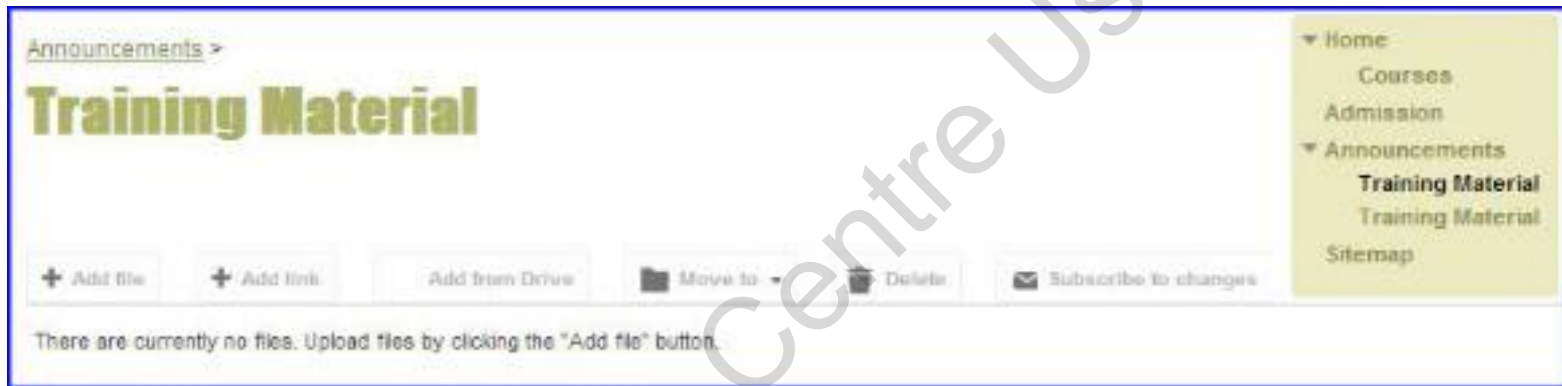 Announcements >
Training Material
+ Add file + Add link Add from Drive Move to Delete Subscribe to changes
There are currently no files. Upload files by clicking the "Add file" button.
Home
Courses
Admission
Announcements
Training Material
Training Material
Sitemap
Centre